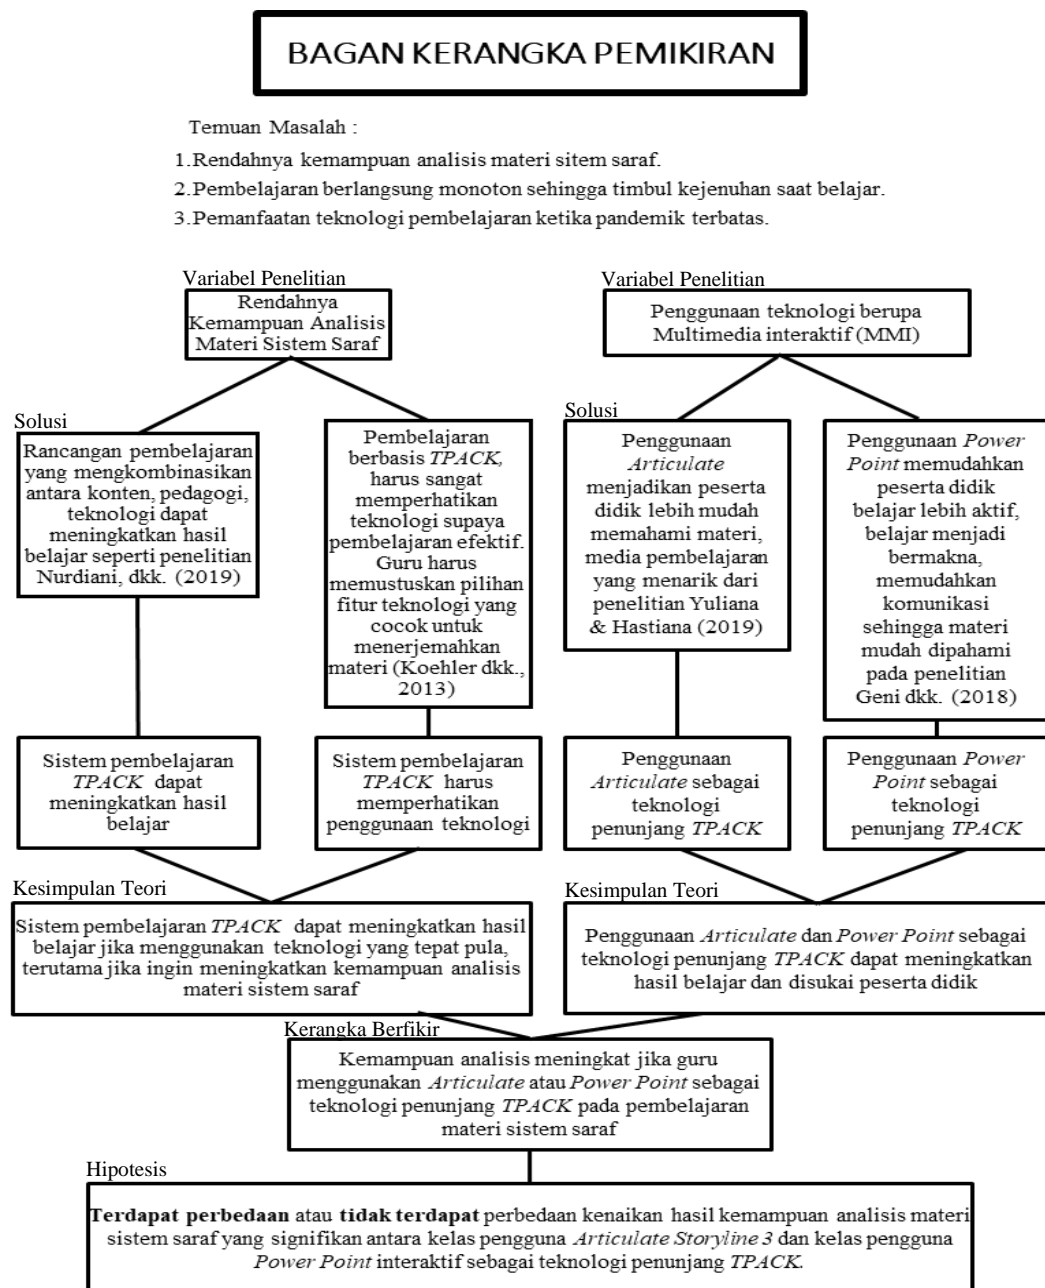 BAGAN KERANGKA PEMIKIRAN
Temuan Masalah :
1.Rendahnya kemampuan analisis materi sitem saraf.
2.Pembelajaran berlangsung monoton sehingga timbul kejenuhan saat belajar.
3.Pemanfaatan teknologi pembelajaran ketika pandemik terbatas.
Variabel Penelitian
Rendahnya
Kemampuan Analisis
Materi Sistem Saraf
Variabel Penelitian
Penggunaan teknologi berupa
Multimedia interaktif (MMI)
Solusi
Rancangan pembelajaran
yang mengkombinasikan
antara konten, pedagogi,
teknologi dapat
meningkatkan hasil
belajar seperti penelitian
Nurdiani, dkk. (2019)
Pembelajaran
berbasis TPACK,
harus sangat
memperhatikan
teknologi supaya
pembelajaran efektif.
Guru harus
memustuskan pilihan
fitur teknologi yang
cocok untuk
menerjemahkan
materi (Koehler dkk.,
2013)
Solusi
Penggunaan
Articulate
menjadikan peserta
didik lebih mudah
memahami materi,
media pembelajaran
yang menarik dari
penelitian Yuliana
& Hastiana (2019)
Penggunaan Power
Point memudahkan
peserta didik
belajar lebih aktif,
belajar menjadi
bermakna,
memudahkan
komunikasi
sehingga materi
mudah dipahami
pada penelitian
Geni dkk. (2018)
Sistem pembelajaran
TPACK dapat
meningkatkan hasil
belajar
Sistem pembelajaran
TPACK harus
memperhatikan
penggunaan teknologi
Penggunaan
Articulate sebagai
teknologi
penunjang TPACK
Penggunaan Power
Point sebagai
teknologi
penunjang TPACK
Kesimpulan Teori
Sistem pembelajaran TPACK dapat meningkatkan hasil
belajar jika menggunakan teknologi yang tepat pula,
terutama jika ingin meningkatkan kemampuan analisis
materi sistem saraf
Kesimpulan Teori
Penggunaan Articulate dan Power Point sebagai
teknologi penunjang TPACK dapat meningkatkan
hasil belajar dan disukai peserta didik
Kerangka Berfikir
Kemampuan analisis meningkat jika guru
menggunakan Articulate atau Power Point sebagai
teknologi penunjang TPACK pada pembelajaran
materi sistem saraf
Hipotesis
Terdapat perbedaan atau tidak terdapat perbedaan kenaikan hasil kemampuan analisis materi
sistem saraf yang signifikan antara kelas pengguna Articulate Storyline 3 dan kelas pengguna
Power Point interaktif sebagai teknologi penunjang TPACK.